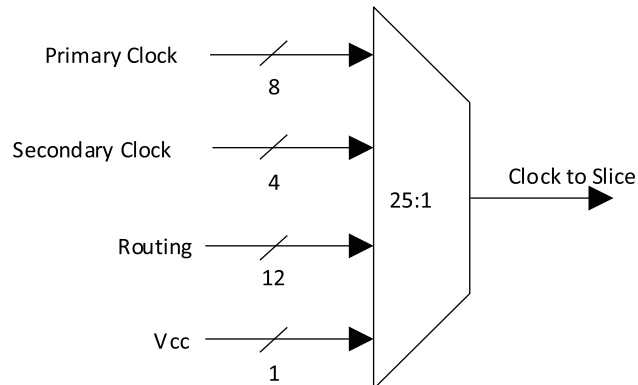 Primary Clock
8
Secondary Clock
4
25:1
Clock to Slice
Routing
12
Vcc
1